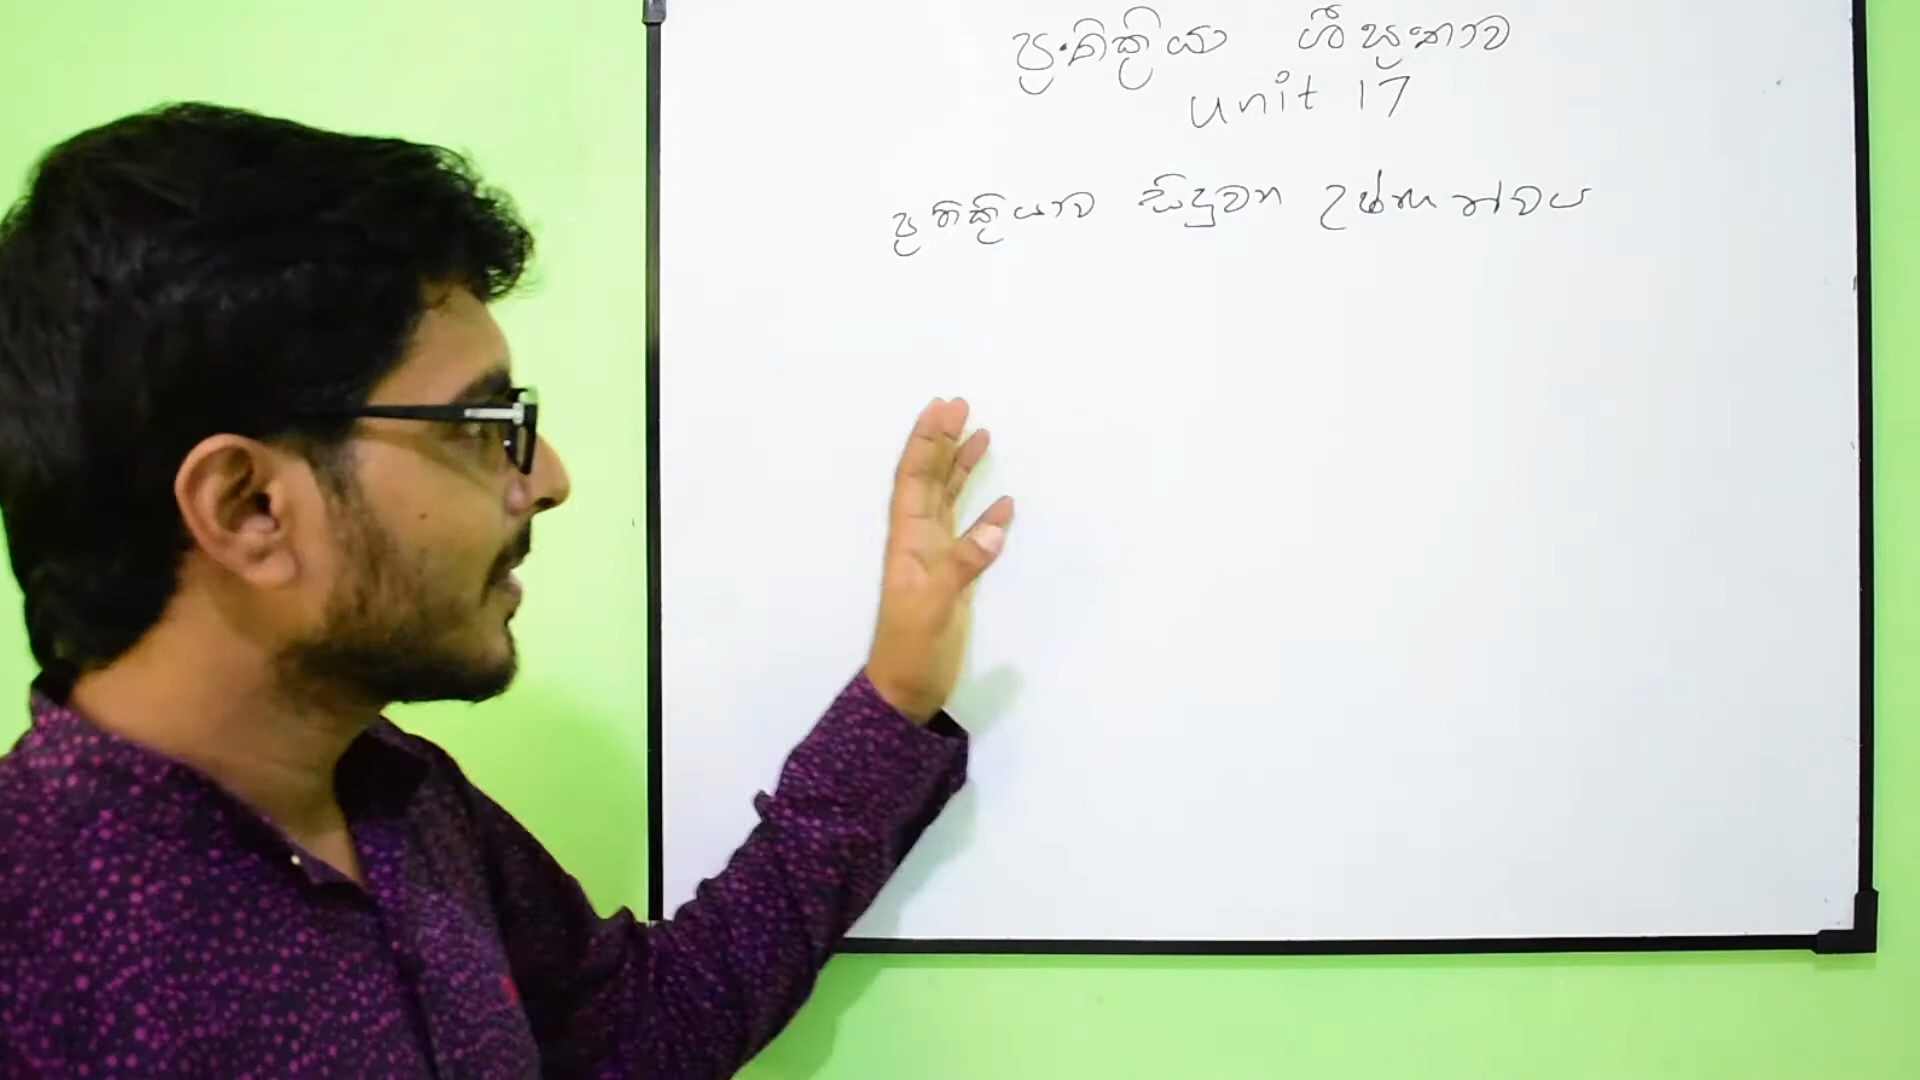 ප්‍රතික්‍රියා ශීඝ්‍රතාව
unit 17
ප්‍රතික්‍රියාව සිදුවන උෂ්ණත්වය